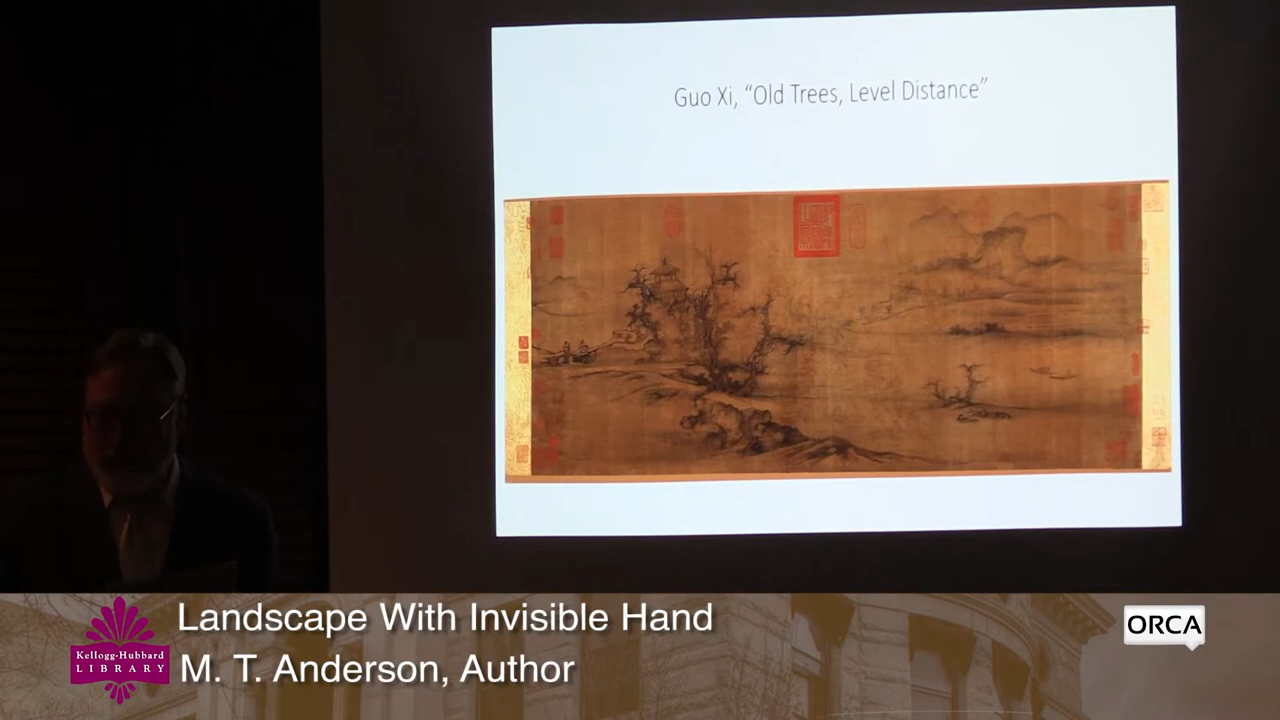 Guo Xi, “Old Trees, Level Distance”
Landscape With Invisible Hand
M. T. Anderson, Author
Kellogg-Hubbard
LIBRARY
ORCA